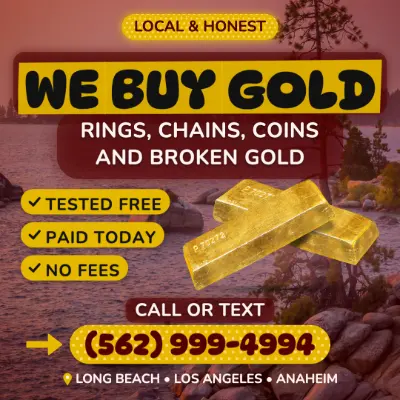 LOCAL & HONEST
WE BUY GOLD
RINGS, CHAINS, COINS
AND BROKEN GOLD
✓ TESTED FREE
✓ PAID TODAY
✓ NO FEES
CALL OR TEXT
(562) 999-4994
LONG BEACH • LOS ANGELES • ANAHEIM